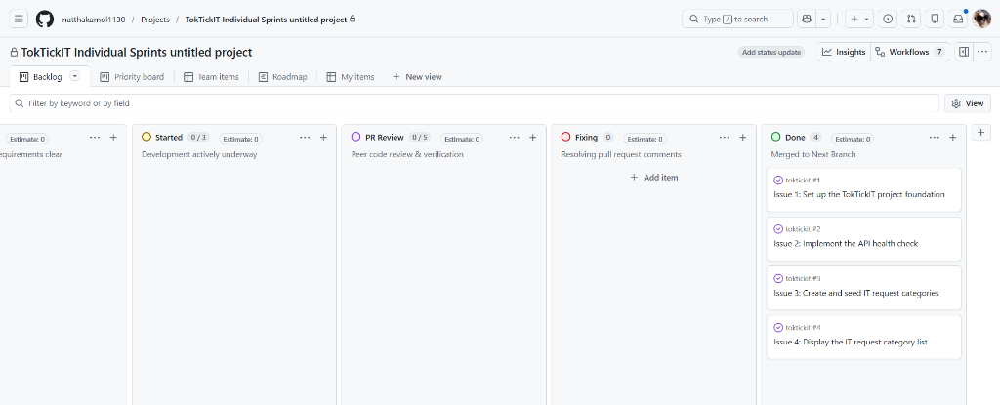 natthakamol1130 / Projects / TokTickIT Individual Sprints untitled project
Type / to search
TokTickIT Individual Sprints untitled project
Add status update
Insights
Workflows 7
Backlog
Priority board
Team items
Roadmap
My items
+ New view
Filter by keyword or by field
View
Estimate: 0
equirements clear
Started 0 / 3 Estimate: 0
Development actively underway
PR Review 0 / 5 Estimate: 0
Peer code review & verification
Fixing 0 Estimate: 0
Resolving pull request comments
+ Add item
Done 4 Estimate: 0
Merged to Next Branch
toktickit #1
Issue 1: Set up the TokTickIT project foundation
toktickit #2
Issue 2: Implement the API health check
toktickit #3
Issue 3: Create and seed IT request categories
toktickit #4
Issue 4: Display the IT request category list